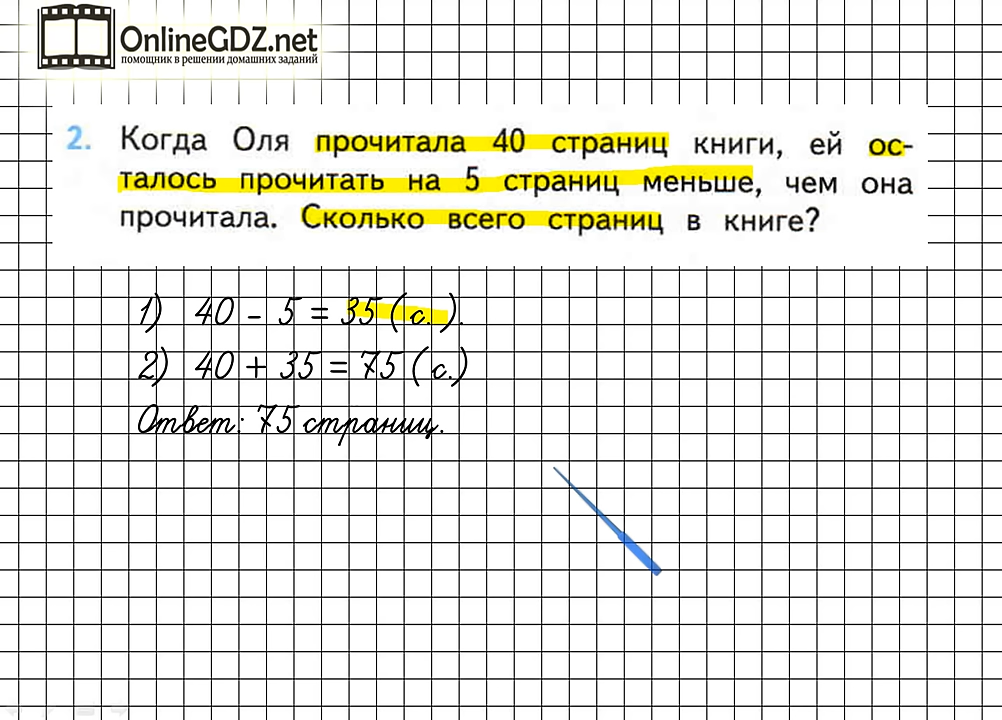 OnlineGDZ.net
помощник в решении домашних заданий
2. Когда Оля прочитала 40 страниц книги, ей ос-
талось прочитать на 5 страниц меньше, чем она
прочитала. Сколько всего страниц в книге?
1) 40 - 5 = 35 (с.).
2) 40 + 35 = 75 (с.)
Ответ: 75 страниц.